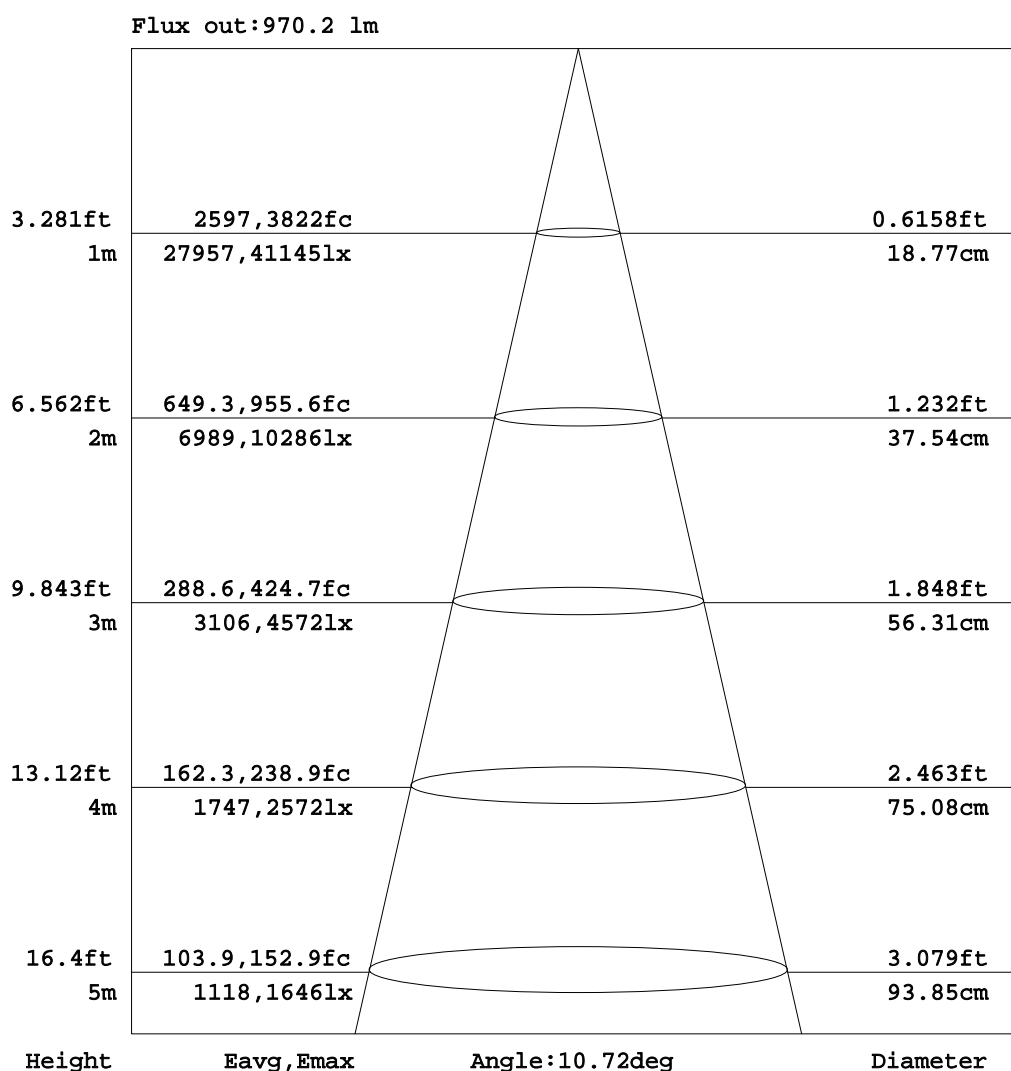 Flux out:970.2 lm
3.281ft 2597,3822fc 0.6158ft
1m 27957,41145lx 18.77cm
6.562ft 649.3,955.6fc 1.232ft
2m 6989,10286lx 37.54cm
9.843ft 288.6,424.7fc 1.848ft
3m 3106,4572lx 56.31cm
13.12ft 162.3,238.9fc 2.463ft
4m 1747,2572lx 75.08cm
16.4ft 103.9,152.9fc 3.079ft
5m 1118,1646lx 93.85cm
Height Eavg,Emax Angle:10.72deg Diameter